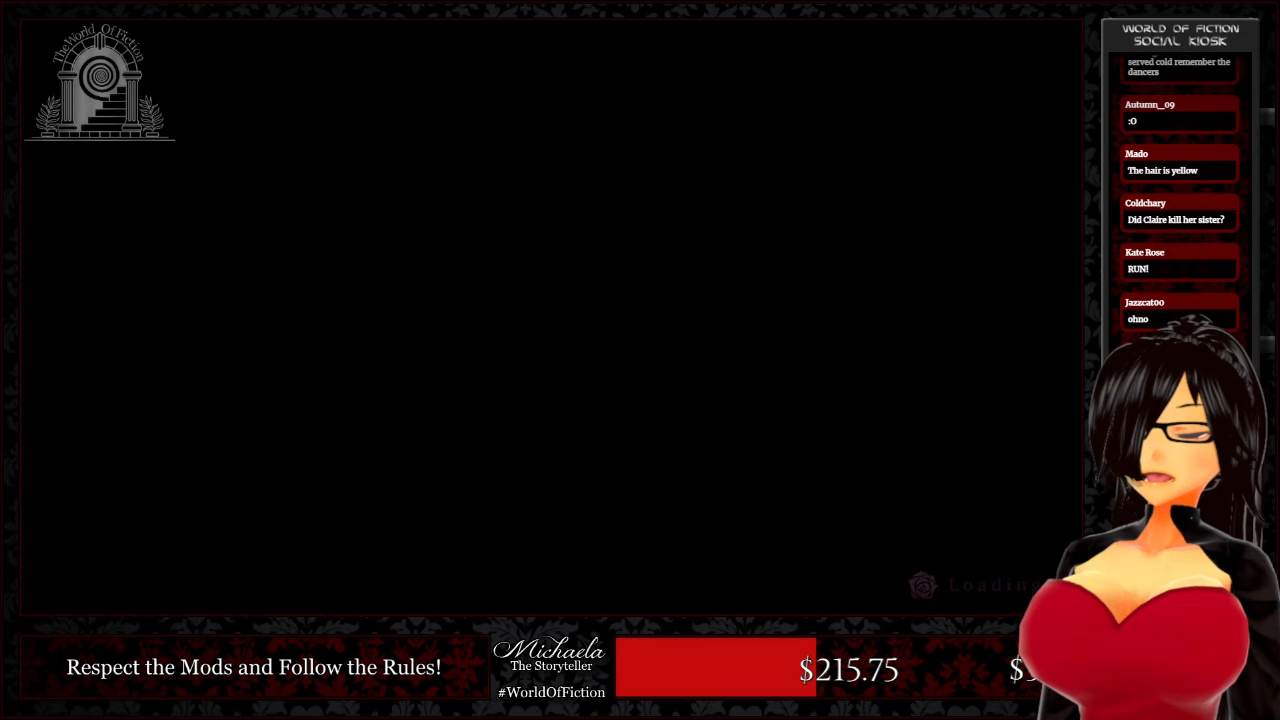 The World Of Fiction
WORLD OF FICTION
SOCIAL KIOSK
served cold remember the
dancers
Autumn_09
:O
Mado
The hair is yellow
Coldchary
Did Claire kill her sister?
Kate Rose
RUN!
Jazzcat00
ohno
Loading
Respect the Mods and Follow the Rules!
Michaela
The Storyteller
#WorldOfFiction
$215.75